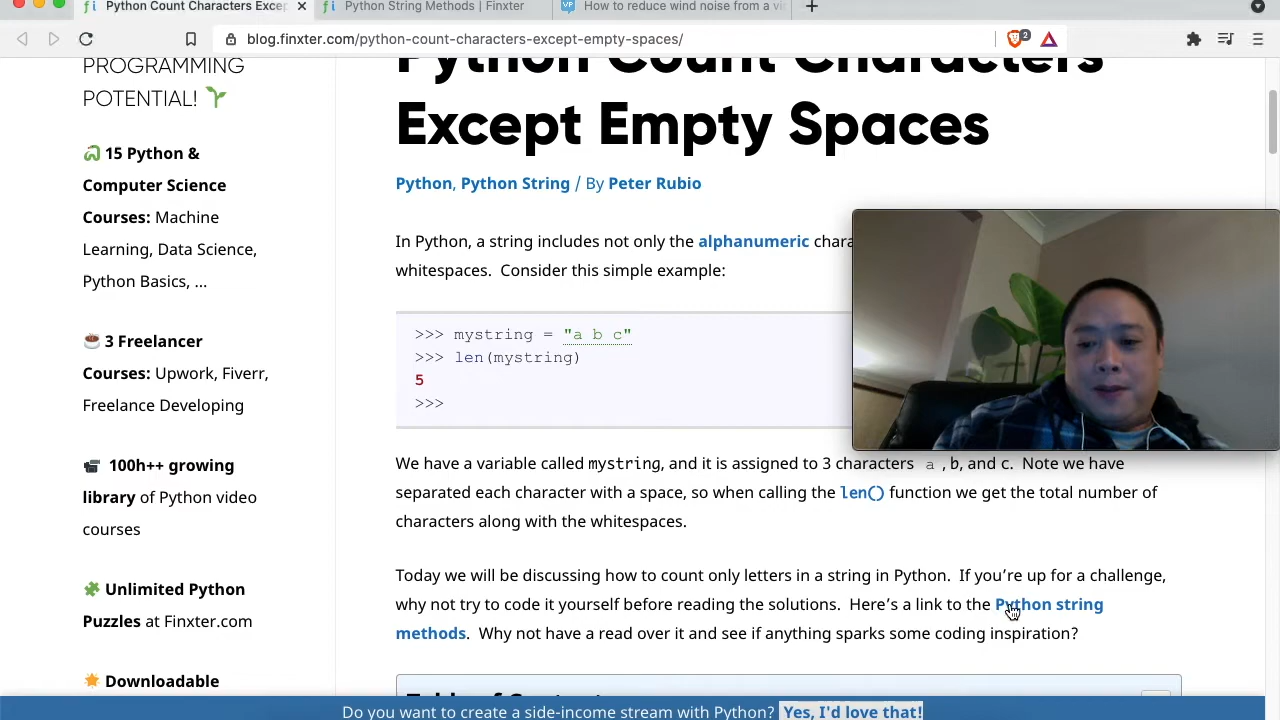 Python Count Characters Excep
Python String Methods | Finxter
How to reduce wind noise from a vi
blog.finxter.com/python-count-characters-except-empty-spaces/
2
PROGRAMMING
POTENTIAL!
15 Python &
Computer Science
Courses: Machine
Learning, Data Science,
Python Basics, ...
3 Freelancer
Courses: Upwork, Fiverr,
Freelance Developing
100h++ growing
library of Python video
courses
Unlimited Python
Puzzles at Finxter.com
Downloadable
Python Count Characters
Except Empty Spaces
Python, Python String / By Peter Rubio
In Python, a string includes not only the alphanumeric chara
whitespaces. Consider this simple example:
>>> mystring = "a b c"
>>> len(mystring)
5
>>>
We have a variable called mystring, and it is assigned to 3 characters a , b, and c. Note we have
separated each character with a space, so when calling the len() function we get the total number of
characters along with the whitespaces.
Today we will be discussing how to count only letters in a string in Python. If you’re up for a challenge,
why not try to code it yourself before reading the solutions. Here’s a link to the Python string
methods. Why not have a read over it and see if anything sparks some coding inspiration?
Do you want to create a side-income stream with Python? Yes, I'd love that!